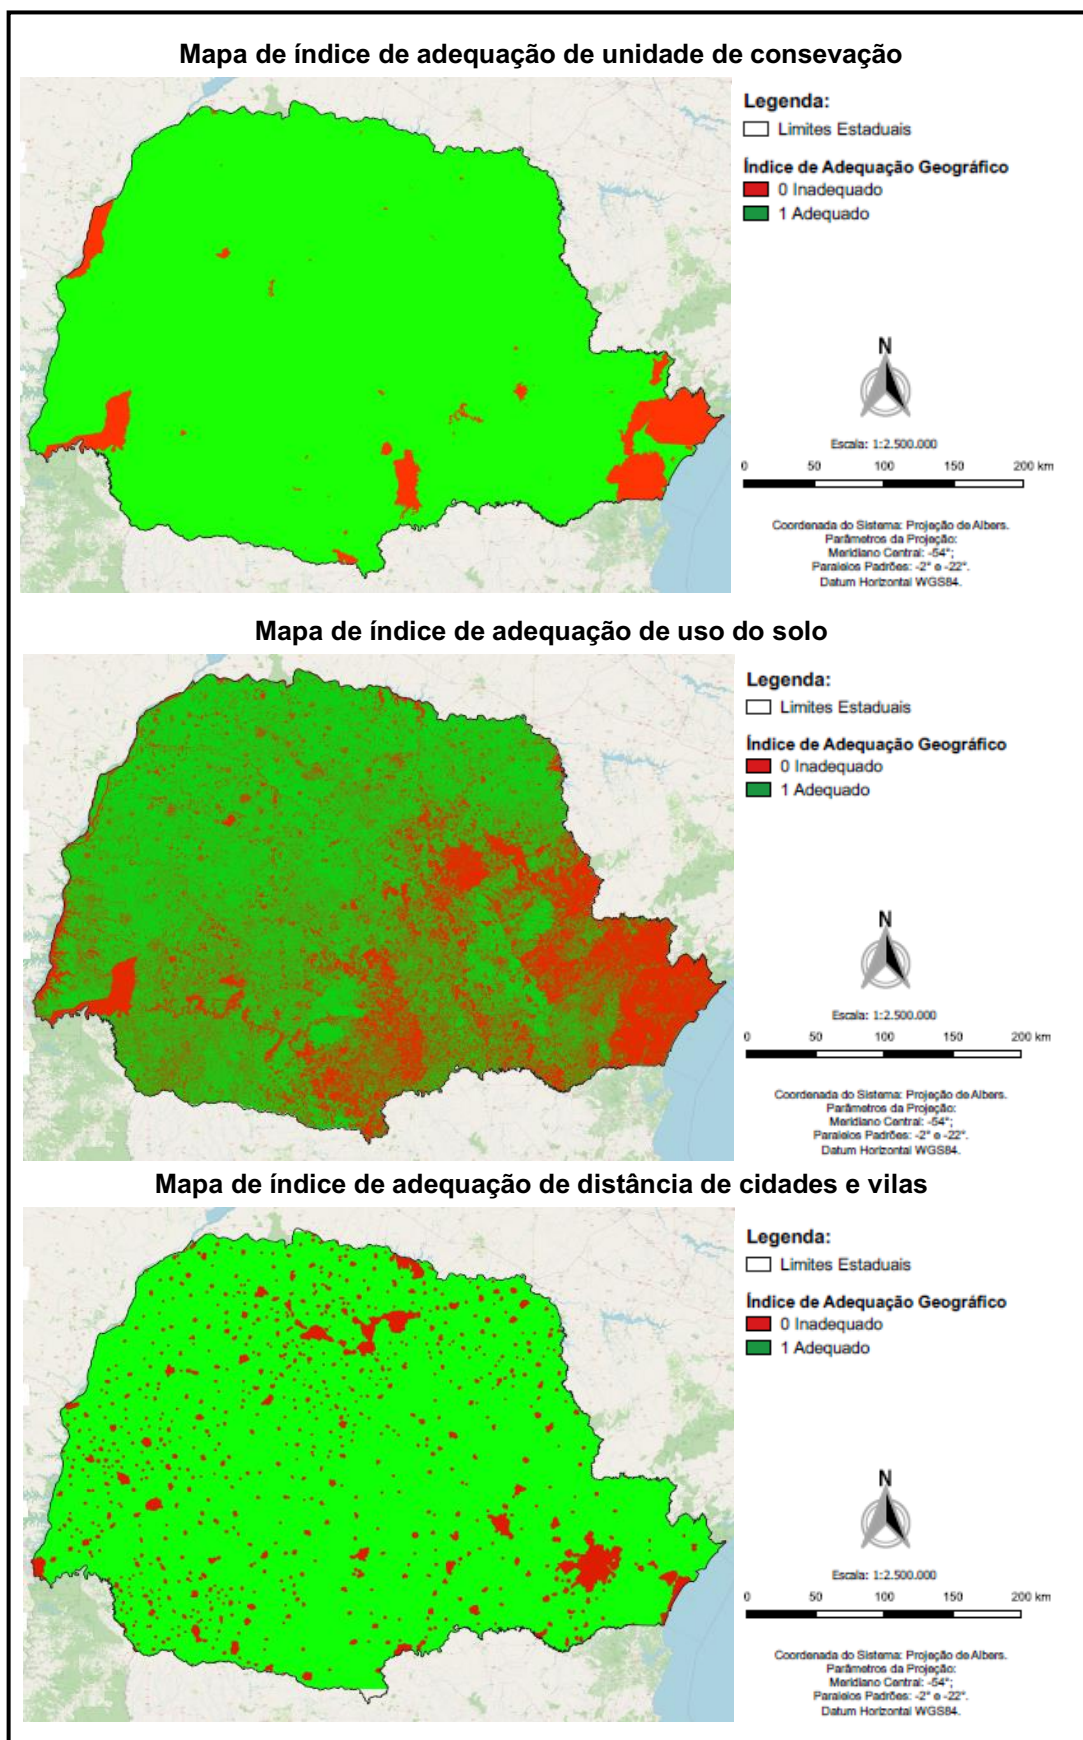 Mapa de índice de adequação de unidade de consevação
Legenda:
Limites Estaduais
Índice de Adequação Geográfico
0 Inadequado
1 Adequado
N
Escala: 1:2.500.000
0 50 100 150 200 km
Coordenada do Sistema: Projeção de Albers.
Parâmetros da Projeção:
Meridiano Central: -54°;
Paralelos Padrões: -2° e -22°.
Datum Horizontal WGS84.
Mapa de índice de adequação de uso do solo
Legenda:
Limites Estaduais
Índice de Adequação Geográfico
0 Inadequado
1 Adequado
N
Escala: 1:2.500.000
0 50 100 150 200 km
Coordenada do Sistema: Projeção de Albers.
Parâmetros da Projeção:
Meridiano Central: -54°;
Paralelos Padrões: -2° e -22°.
Datum Horizontal WGS84.
Mapa de índice de adequação de distância de cidades e vilas
Legenda:
Limites Estaduais
Índice de Adequação Geográfico
0 Inadequado
1 Adequado
N
Escala: 1:2.500.000
0 50 100 150 200 km
Coordenada do Sistema: Projeção de Albers.
Parâmetros da Projeção:
Meridiano Central: -54°;
Paralelos Padrões: -2° e -22°.
Datum Horizontal WGS84.